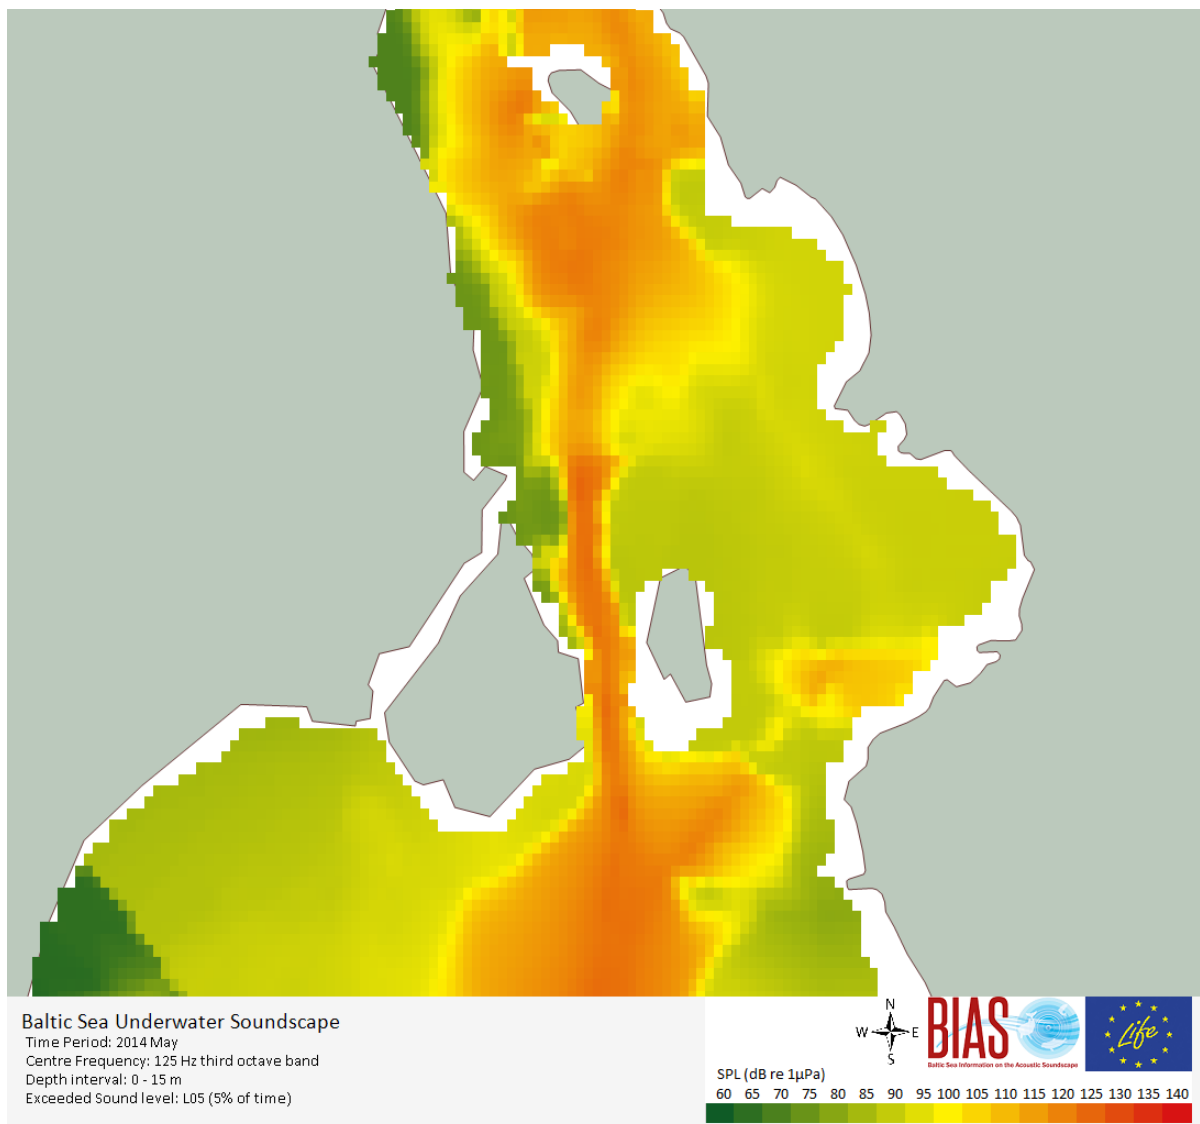 Baltic Sea Underwater Soundscape
Time Period: 2014 May
Centre Frequency: 125 Hz third octave band
Depth interval: 0 - 15 m
Exceeded Sound level: L05 (5% of time)
N
W E
S
BIAS
Baltic Sea Information on the Acoustic Soundscape
Life
SPL (dB re 1µPa)
60 65 70 75 80 85 90 95 100 105 110 115 120 125 130 135 140